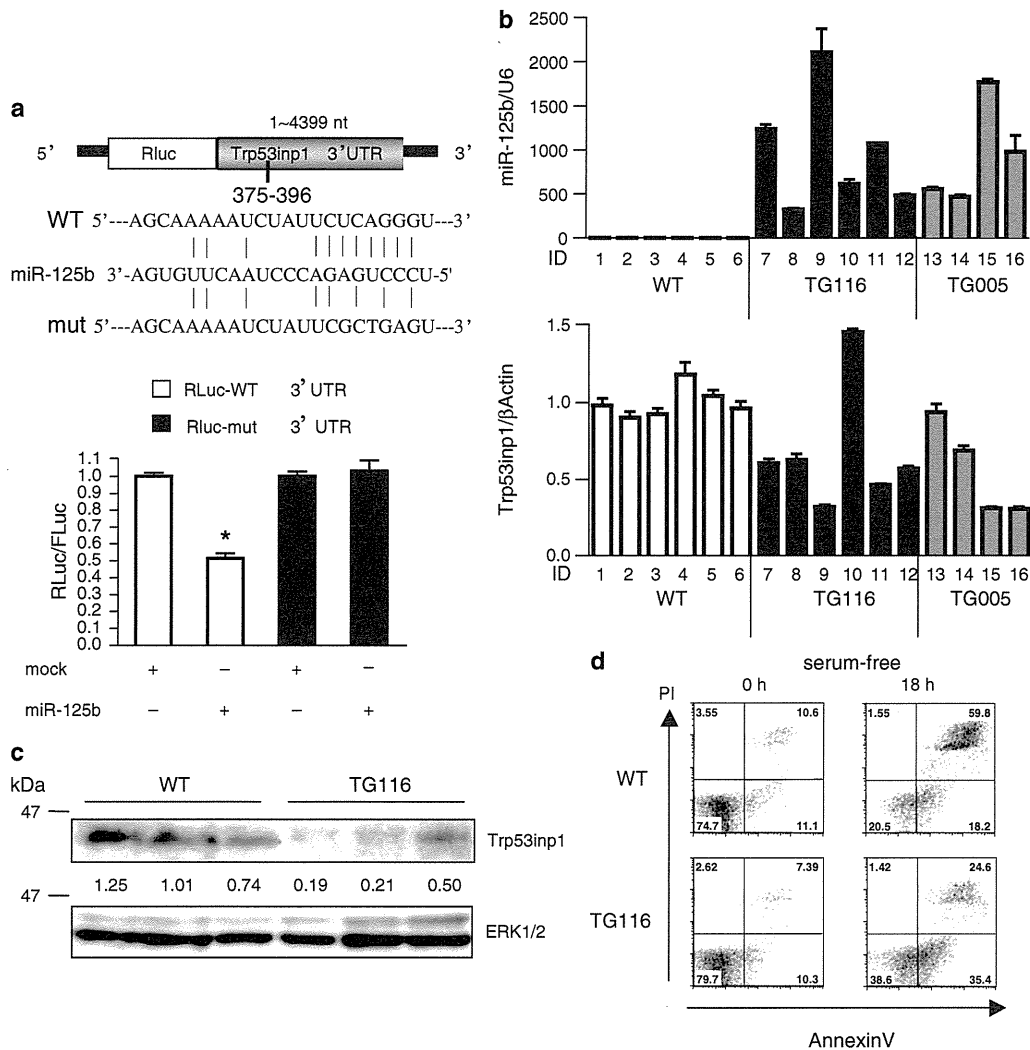 a
1~4399 nt
5' Rluc Trp53inp1 3'UTR 3'
375-396
WT 5'---AGCAAAAAUCUAUUCUCAGGGU---3'
miR-125b 3'-AGUGUUCAAUCCCAGAGUCCCU-5'
mut 5'---AGCAAAAAUCUAUUCGCTGAGU---3'
RLuc-WT 3' UTR
Rluc-mut 3' UTR
RLuc/FLuc
1.1
1.0
0.9
0.8
0.7
0.6
0.5
0.4
0.3
0.2
0.1
0.0
*
mock + − + −
miR-125b − + − +
b
miR-125b/U6
2500
2000
1500
1000
500
0
ID 1 2 3 4 5 6 7 8 9 10 11 12 13 14 15 16
WT TG116 TG005
Trp53inp1/βActin
1.5
1.0
0.5
0.0
ID 1 2 3 4 5 6 7 8 9 10 11 12 13 14 15 16
WT TG116 TG005
c
kDa WT TG116
47
Trp53inp1
1.25 1.01 0.74 0.19 0.21 0.50
47
ERK1/2
d
serum-free
PI 0 h 18 h
WT
3.55 10.6
74.7 11.1
1.55 59.8
20.5 18.2
TG116
2.62 7.39
79.7 10.3
1.42 24.6
38.6 35.4
AnnexinV